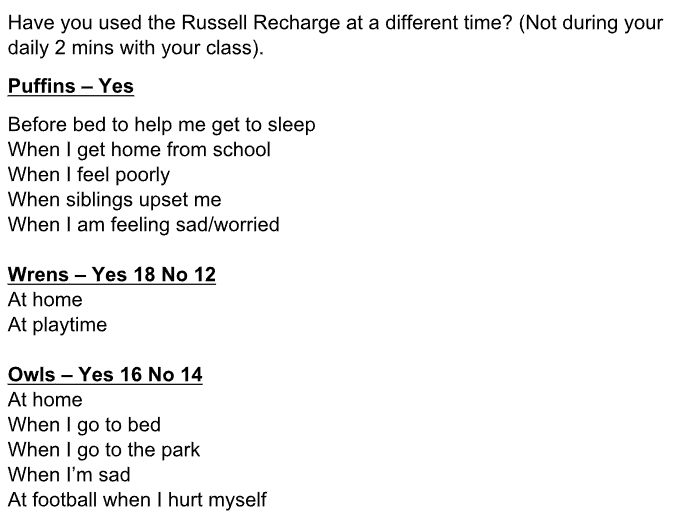 Have you used the Russell Recharge at a different time? (Not during your
daily 2 mins with your class).
Puffins – Yes
Before bed to help me get to sleep
When I get home from school
When I feel poorly
When siblings upset me
When I am feeling sad/worried
Wrens – Yes 18 No 12
At home
At playtime
Owls – Yes 16 No 14
At home
When I go to bed
When I go to the park
When I’m sad
At football when I hurt myself